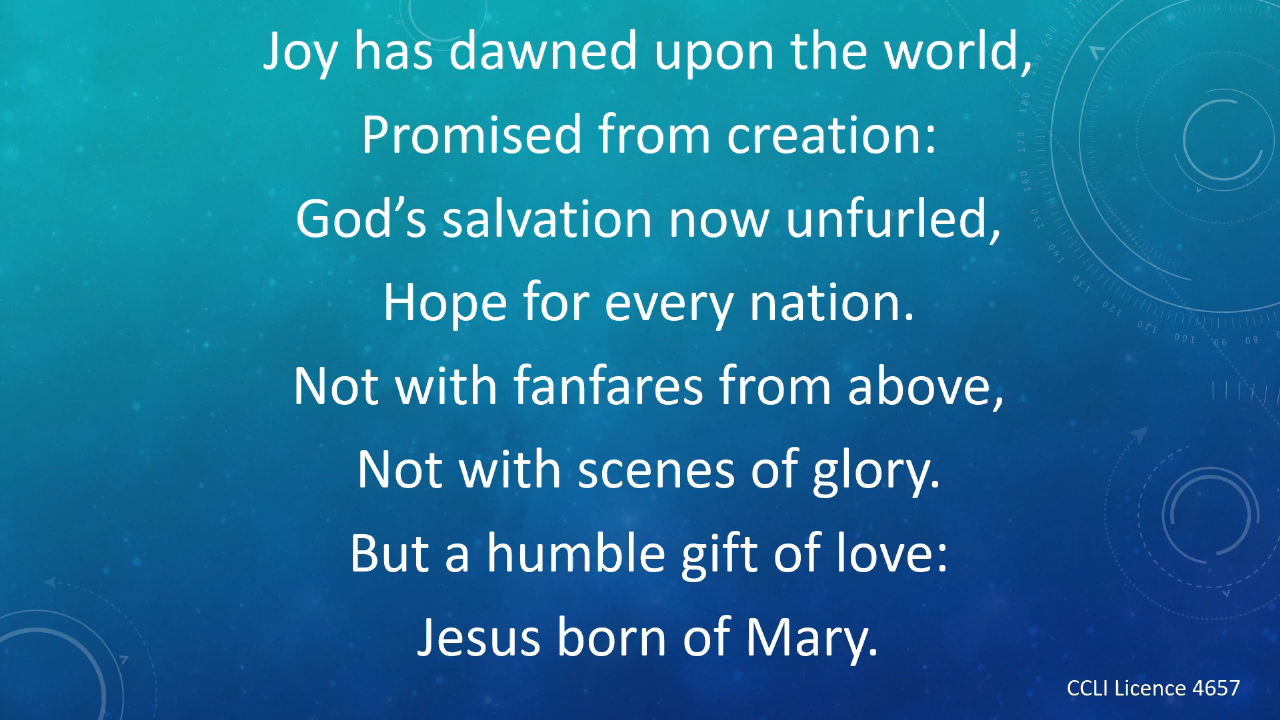 Joy has dawned upon the world,
Promised from creation:
God’s salvation now unfurled,
Hope for every nation.
Not with fanfares from above,
Not with scenes of glory.
But a humble gift of love:
Jesus born of Mary.
CCLI Licence 4657